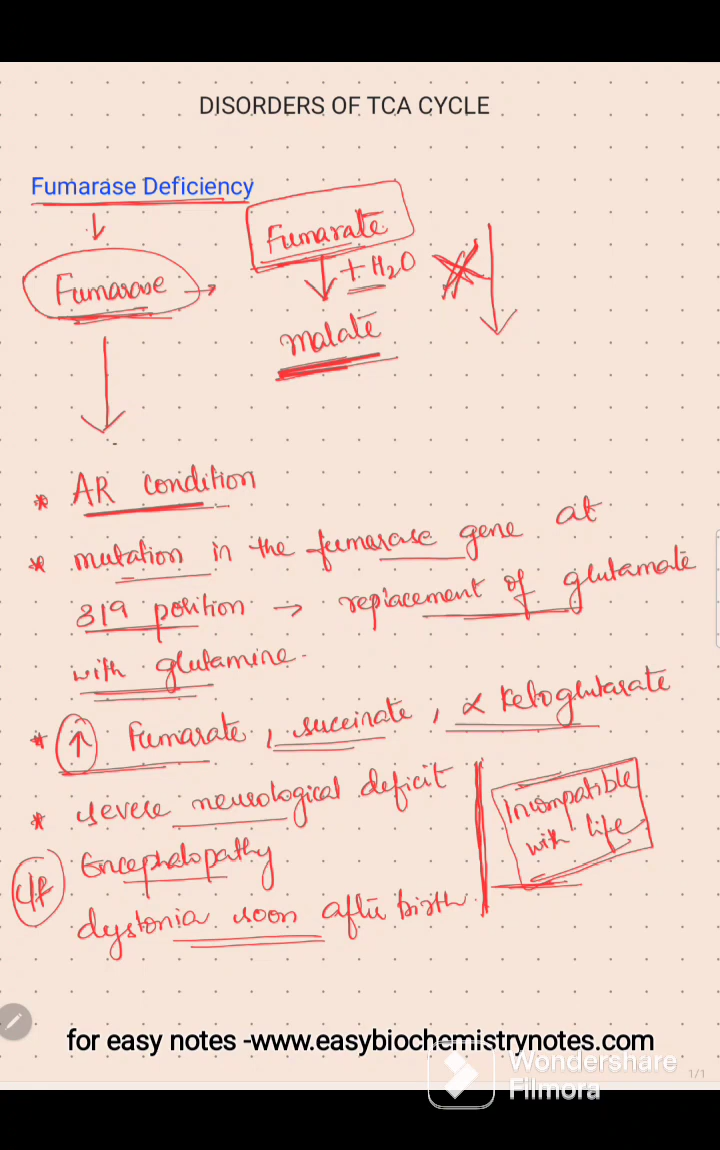 DISORDERS OF TCA CYCLE
Fumarase Deficiency
Fumarate
+ H2O
Fumarase →
malate
* AR condition
* mutation in the fumarase gene at
319 position → replacement of glutamate
with glutamine.
* ↑ Fumarate, succinate, α ketoglutarate
* severe neurological deficit
Incompatible
with life
c/f Encephalopathy
dystonia soon after birth.
for easy notes -www.easybiochemistrynotes.com
Wondershare
Filmora
1/1